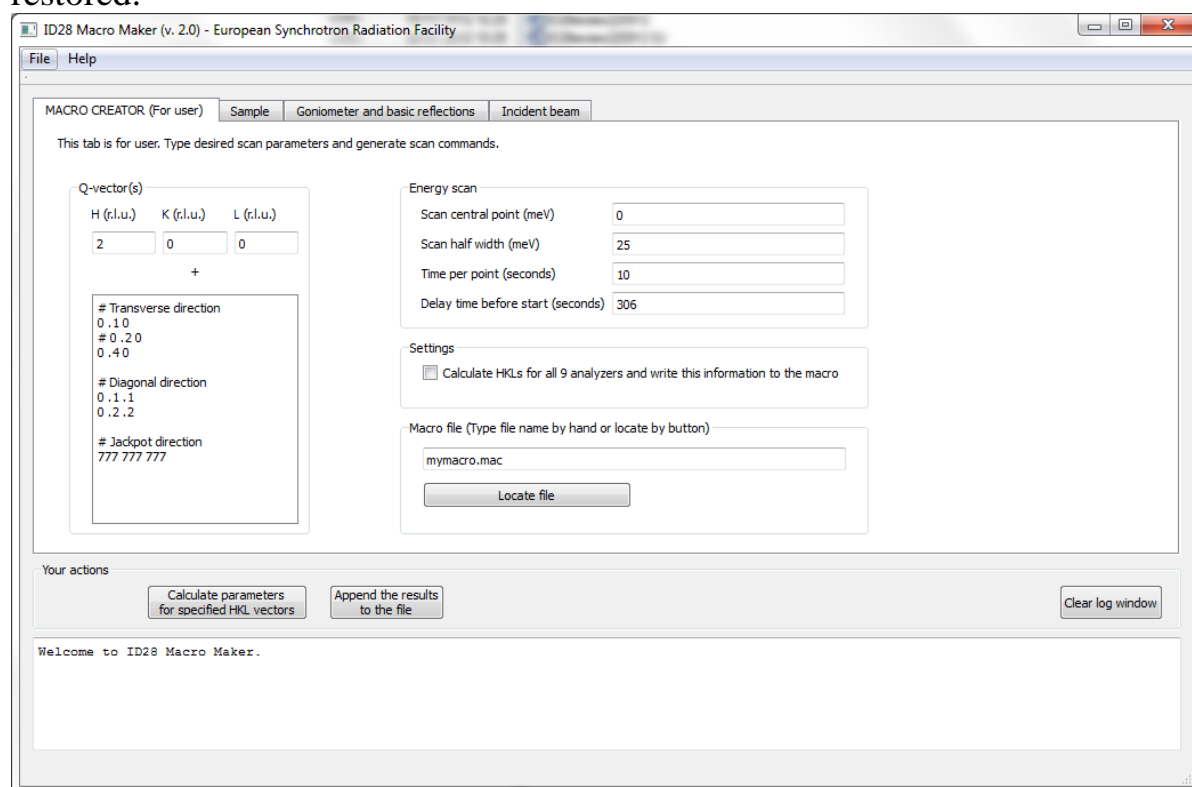 restored.
ID28 Macro Maker (v. 2.0) - European Synchrotron Radiation Facility
File Help
MACRO CREATOR (For user) Sample Goniometer and basic reflections Incident beam
This tab is for user. Type desired scan parameters and generate scan commands.
Q-vector(s)
H (r.l.u.) K (r.l.u.) L (r.l.u.)
2 0 0
+
# Transverse direction
0 .1 0
# 0 .2 0
0 .4 0
# Diagonal direction
0 .1 .1
0 .2 .2
# Jackpot direction
777 777 777
Energy scan
Scan central point (meV) 0
Scan half width (meV) 25
Time per point (seconds) 10
Delay time before start (seconds) 306
Settings
Calculate HKLs for all 9 analyzers and write this information to the macro
Macro file (Type file name by hand or locate by button)
mymacro.mac
Locate file
Your actions
Calculate parameters
for specified HKL vectors
Append the results
to the file
Clear log window
Welcome to ID28 Macro Maker.